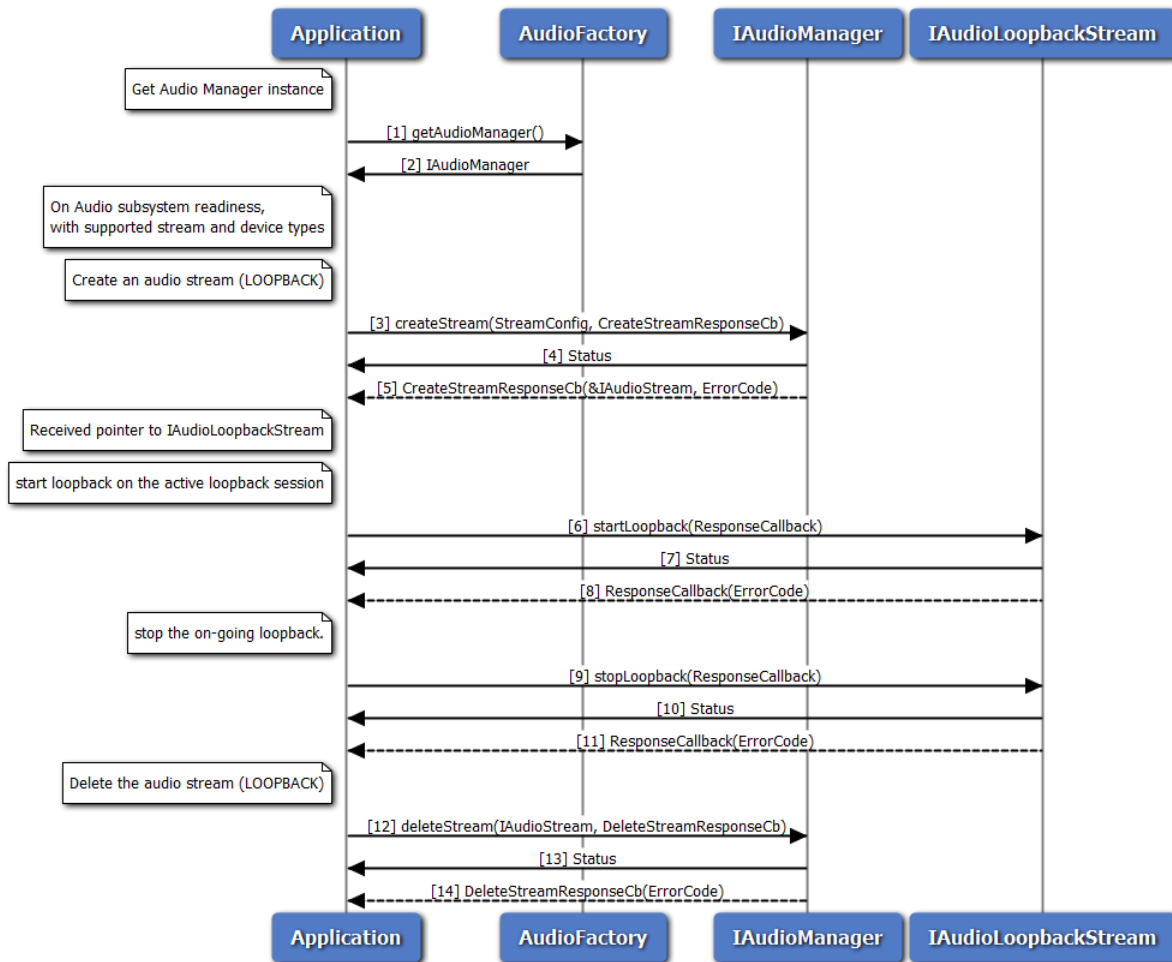 Application
AudioFactory
IAudioManager
IAudioLoopbackStream
Get Audio Manager instance
[1] getAudioManager()
[2] IAudioManager
On Audio subsystem readiness,
with supported stream and device types
Create an audio stream (LOOPBACK)
[3] createStream(StreamConfig, CreateStreamResponseCb)
[4] Status
[5] CreateStreamResponseCb(&IAudioStream, ErrorCode)
Received pointer to IAudioLoopbackStream
start loopback on the active loopback session
[6] startLoopback(ResponseCallback)
[7] Status
[8] ResponseCallback(ErrorCode)
stop the on-going loopback.
[9] stopLoopback(ResponseCallback)
[10] Status
[11] ResponseCallback(ErrorCode)
Delete the audio stream (LOOPBACK)
[12] deleteStream(IAudioStream, DeleteStreamResponseCb)
[13] Status
[14] DeleteStreamResponseCb(ErrorCode)
Application
AudioFactory
IAudioManager
IAudioLoopbackStream